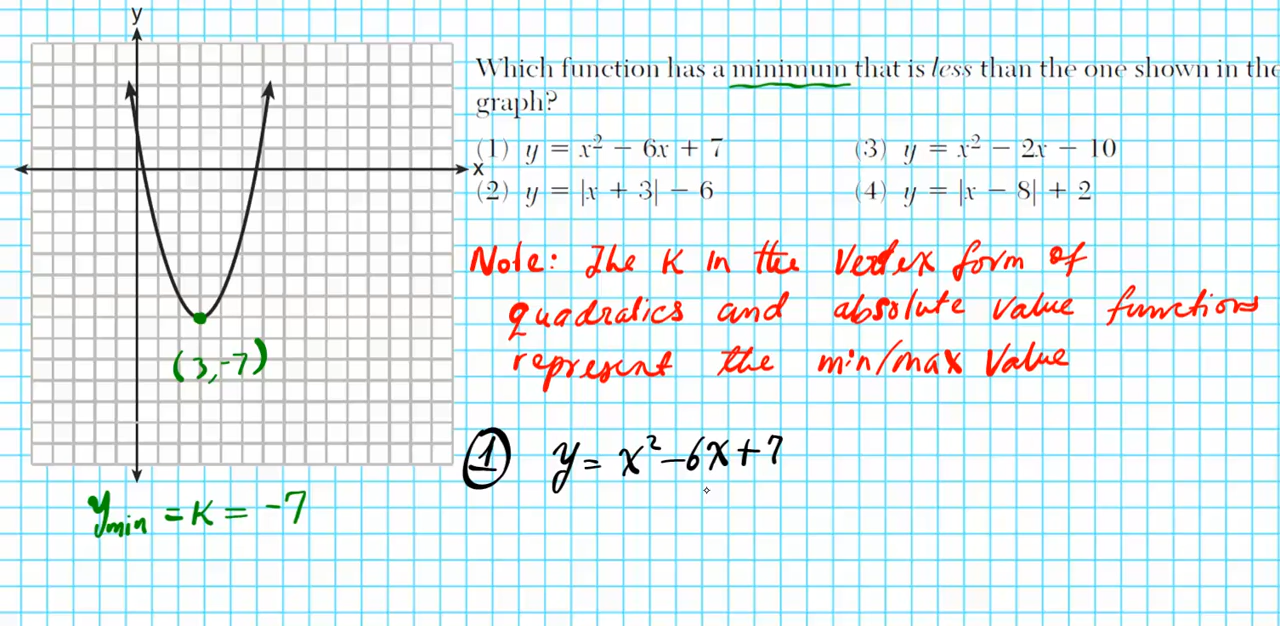 y
x
(3,-7)
ymin = K = -7
Which function has a minimum that is less than the one shown in the
graph?
(1) y = x² − 6x + 7
(3) y = x² − 2x − 10
(2) y = |x + 3| − 6
(4) y = |x − 8| + 2
Note: The K in the Vertex form of
quadratics and absolute value functions
represent the min/max Value
① y = x² -6x+7